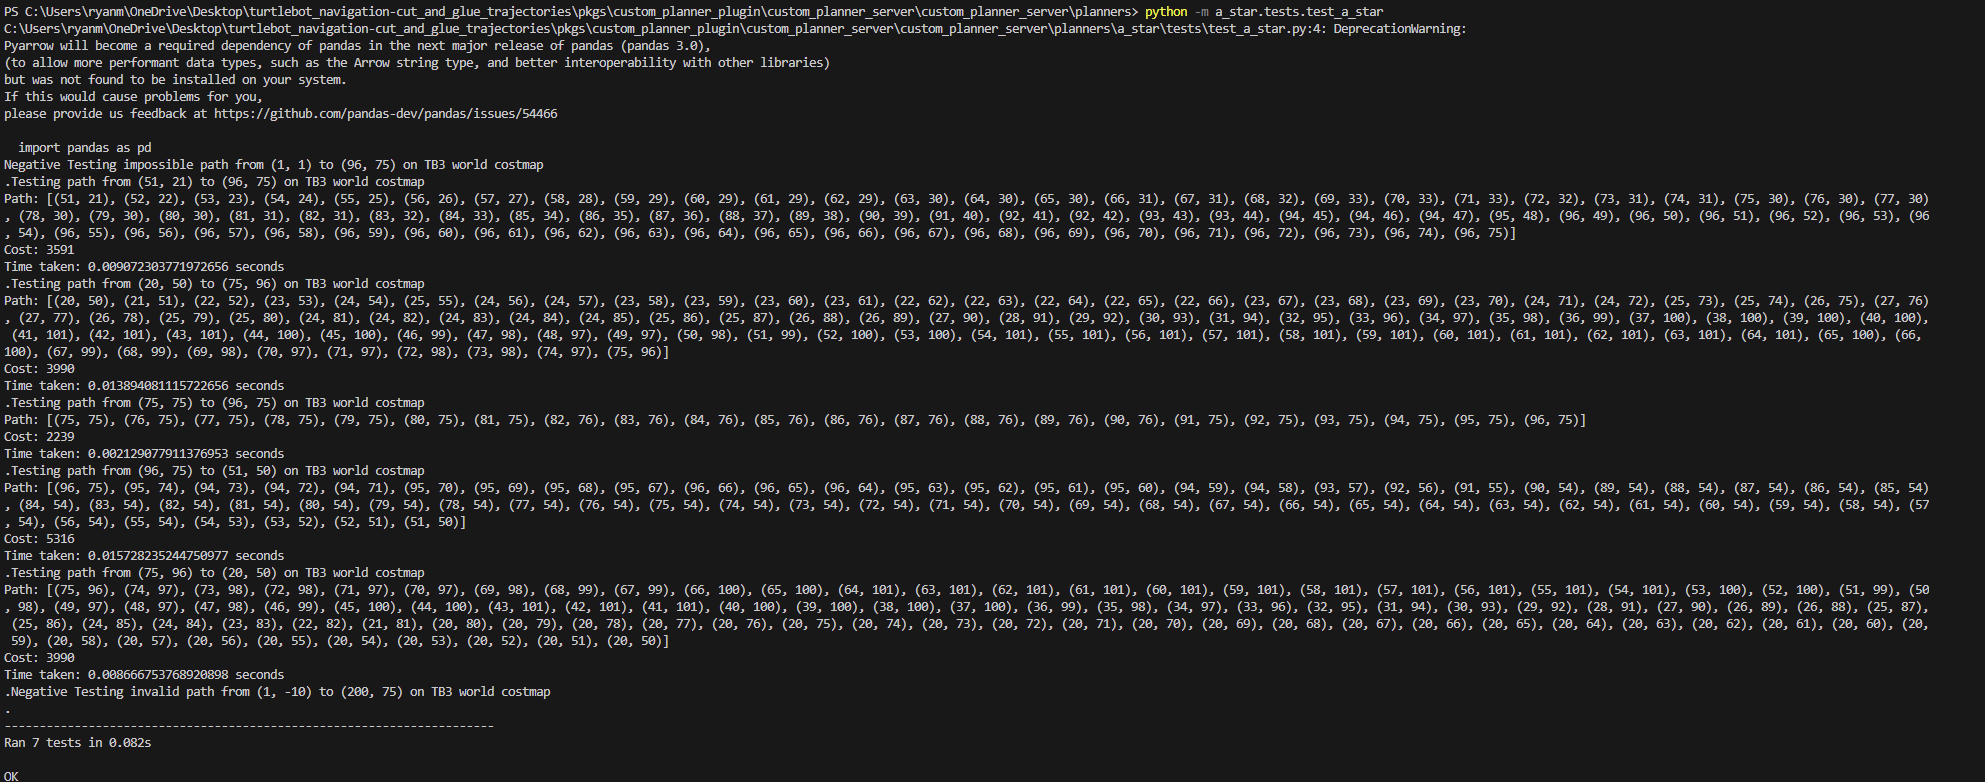 PS C:\Users\ryanm\OneDrive\Desktop\turtlebot_navigation-cut_and_glue_trajectories\pkgs\custom_planner_plugin\custom_planner_server\custom_planner_server\planners> python -m a_star.tests.test_a_star
C:\Users\ryanm\OneDrive\Desktop\turtlebot_navigation-cut_and_glue_trajectories\pkgs\custom_planner_plugin\custom_planner_server\custom_planner_server\planners\a_star\tests\test_a_star.py:4: DeprecationWarning:
Pyarrow will become a required dependency of pandas in the next major release of pandas (pandas 3.0),
(to allow more performant data types, such as the Arrow string type, and better interoperability with other libraries)
but was not found to be installed on your system.
If this would cause problems for you,
please provide us feedback at https://github.com/pandas-dev/pandas/issues/54466
import pandas as pd
Negative Testing impossible path from (1, 1) to (96, 75) on TB3 world costmap
.Testing path from (51, 21) to (96, 75) on TB3 world costmap
Path: [(51, 21), (52, 22), (53, 23), (54, 24), (55, 25), (56, 26), (57, 27), (58, 28), (59, 29), (60, 29), (61, 29), (62, 29), (63, 30), (64, 30), (65, 30), (66, 31), (67, 31), (68, 32), (69, 33), (70, 33), (71, 33), (72, 32), (73, 31), (74, 31), (75, 30), (76, 30), (77, 30)
, (78, 30), (79, 30), (80, 30), (81, 31), (82, 31), (83, 32), (84, 33), (85, 34), (86, 35), (87, 36), (88, 37), (89, 38), (90, 39), (91, 40), (92, 41), (92, 42), (93, 43), (93, 44), (94, 45), (94, 46), (94, 47), (95, 48), (96, 49), (96, 50), (96, 51), (96, 52), (96, 53), (96
, 54), (96, 55), (96, 56), (96, 57), (96, 58), (96, 59), (96, 60), (96, 61), (96, 62), (96, 63), (96, 64), (96, 65), (96, 66), (96, 67), (96, 68), (96, 69), (96, 70), (96, 71), (96, 72), (96, 73), (96, 74), (96, 75)]
Cost: 3591
Time taken: 0.009072303771972656 seconds
.Testing path from (20, 50) to (75, 96) on TB3 world costmap
Path: [(20, 50), (21, 51), (22, 52), (23, 53), (24, 54), (25, 55), (24, 56), (24, 57), (23, 58), (23, 59), (23, 60), (23, 61), (22, 62), (22, 63), (22, 64), (22, 65), (22, 66), (23, 67), (23, 68), (23, 69), (23, 70), (24, 71), (24, 72), (25, 73), (25, 74), (26, 75), (27, 76)
, (27, 77), (26, 78), (25, 79), (25, 80), (24, 81), (24, 82), (24, 83), (24, 84), (24, 85), (25, 86), (25, 87), (26, 88), (26, 89), (27, 90), (28, 91), (29, 92), (30, 93), (31, 94), (32, 95), (33, 96), (34, 97), (35, 98), (36, 99), (37, 100), (38, 100), (39, 100), (40, 100),
(41, 101), (42, 101), (43, 101), (44, 100), (45, 100), (46, 99), (47, 98), (48, 97), (49, 97), (50, 98), (51, 99), (52, 100), (53, 100), (54, 101), (55, 101), (56, 101), (57, 101), (58, 101), (59, 101), (60, 101), (61, 101), (62, 101), (63, 101), (64, 101), (65, 100), (66,
100), (67, 99), (68, 99), (69, 98), (70, 97), (71, 97), (72, 98), (73, 98), (74, 97), (75, 96)]
Cost: 3990
Time taken: 0.013894081115722656 seconds
.Testing path from (75, 75) to (96, 75) on TB3 world costmap
Path: [(75, 75), (76, 75), (77, 75), (78, 75), (79, 75), (80, 75), (81, 75), (82, 76), (83, 76), (84, 76), (85, 76), (86, 76), (87, 76), (88, 76), (89, 76), (90, 76), (91, 75), (92, 75), (93, 75), (94, 75), (95, 75), (96, 75)]
Cost: 2239
Time taken: 0.002129077911376953 seconds
.Testing path from (96, 75) to (51, 50) on TB3 world costmap
Path: [(96, 75), (95, 74), (94, 73), (94, 72), (94, 71), (95, 70), (95, 69), (95, 68), (95, 67), (96, 66), (96, 65), (96, 64), (95, 63), (95, 62), (95, 61), (95, 60), (94, 59), (94, 58), (93, 57), (92, 56), (91, 55), (90, 54), (89, 54), (88, 54), (87, 54), (86, 54), (85, 54)
, (84, 54), (83, 54), (82, 54), (81, 54), (80, 54), (79, 54), (78, 54), (77, 54), (76, 54), (75, 54), (74, 54), (73, 54), (72, 54), (71, 54), (70, 54), (69, 54), (68, 54), (67, 54), (66, 54), (65, 54), (64, 54), (63, 54), (62, 54), (61, 54), (60, 54), (59, 54), (58, 54), (57
, 54), (56, 54), (55, 54), (54, 53), (53, 52), (52, 51), (51, 50)]
Cost: 5316
Time taken: 0.015728235244750977 seconds
.Testing path from (75, 96) to (20, 50) on TB3 world costmap
Path: [(75, 96), (74, 97), (73, 98), (72, 98), (71, 97), (70, 97), (69, 98), (68, 99), (67, 99), (66, 100), (65, 100), (64, 101), (63, 101), (62, 101), (61, 101), (60, 101), (59, 101), (58, 101), (57, 101), (56, 101), (55, 101), (54, 101), (53, 100), (52, 100), (51, 99), (50
, 98), (49, 97), (48, 97), (47, 98), (46, 99), (45, 100), (44, 100), (43, 101), (42, 101), (41, 101), (40, 100), (39, 100), (38, 100), (37, 100), (36, 99), (35, 98), (34, 97), (33, 96), (32, 95), (31, 94), (30, 93), (29, 92), (28, 91), (27, 90), (26, 89), (26, 88), (25, 87),
(25, 86), (24, 85), (24, 84), (23, 83), (22, 82), (21, 81), (20, 80), (20, 79), (20, 78), (20, 77), (20, 76), (20, 75), (20, 74), (20, 73), (20, 72), (20, 71), (20, 70), (20, 69), (20, 68), (20, 67), (20, 66), (20, 65), (20, 64), (20, 63), (20, 62), (20, 61), (20, 60), (20,
59), (20, 58), (20, 57), (20, 56), (20, 55), (20, 54), (20, 53), (20, 52), (20, 51), (20, 50)]
Cost: 3990
Time taken: 0.008666753768920898 seconds
.Negative Testing invalid path from (1, -10) to (200, 75) on TB3 world costmap
.
----------------------------------------------------------------------
Ran 7 tests in 0.082s
OK